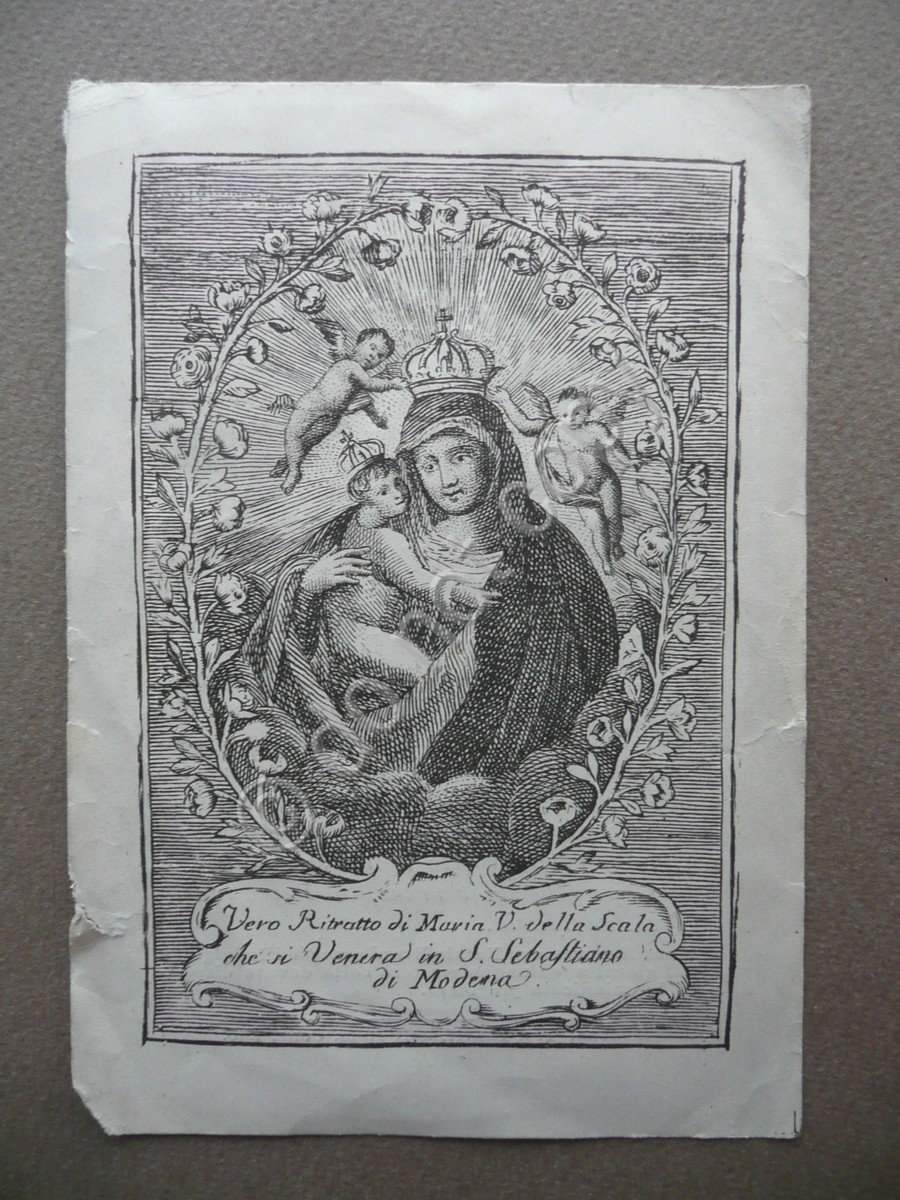 Vero Ritratto di Maria V. della Scala
che si Venera in S. Sebastiano
di Modena.